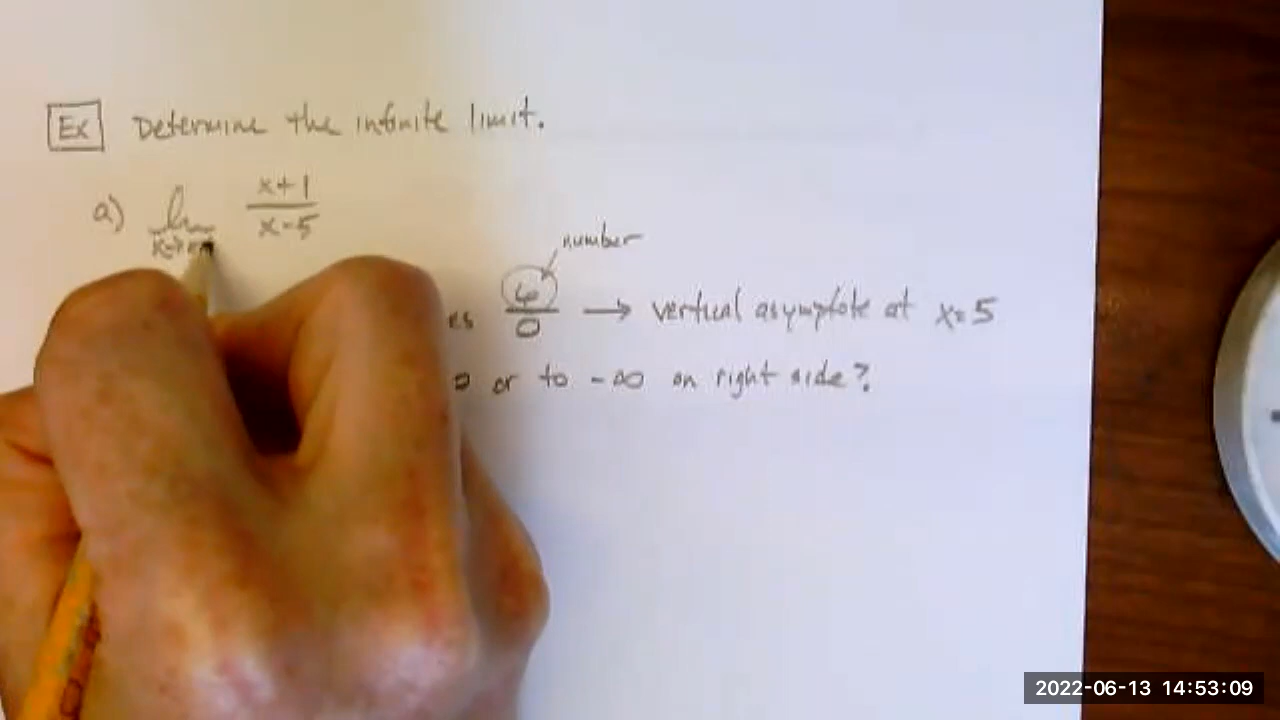 Ex Determine the infinite limit.
a) lim x+1
x-5
number
6
0 → vertical asymptote at x=5
or to -∞ on right side?
2022-06-13 14:53:09